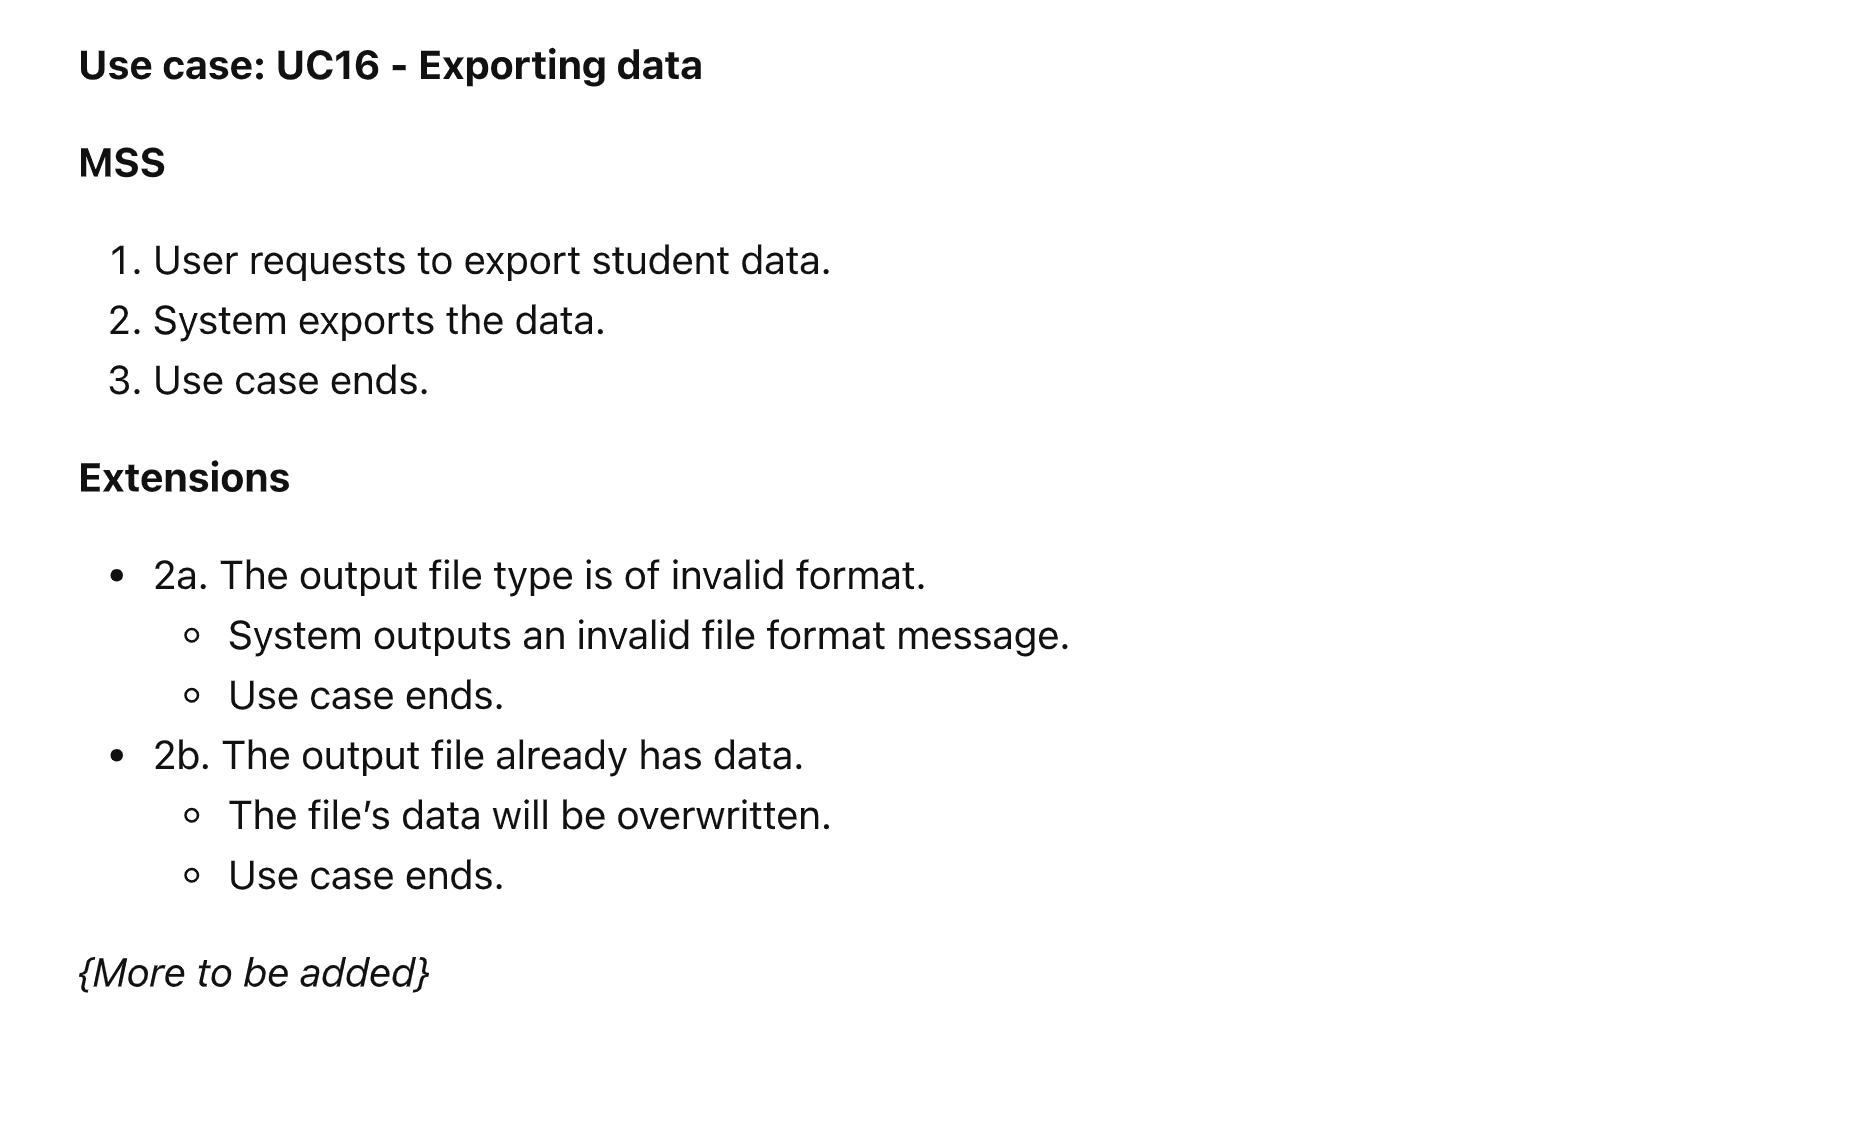 Use case: UC16 - Exporting data
MSS
1. User requests to export student data.
2. System exports the data.
3. Use case ends.
Extensions
• 2a. The output file type is of invalid format.
◦ System outputs an invalid file format message.
◦ Use case ends.
• 2b. The output file already has data.
◦ The file’s data will be overwritten.
◦ Use case ends.
{More to be added}